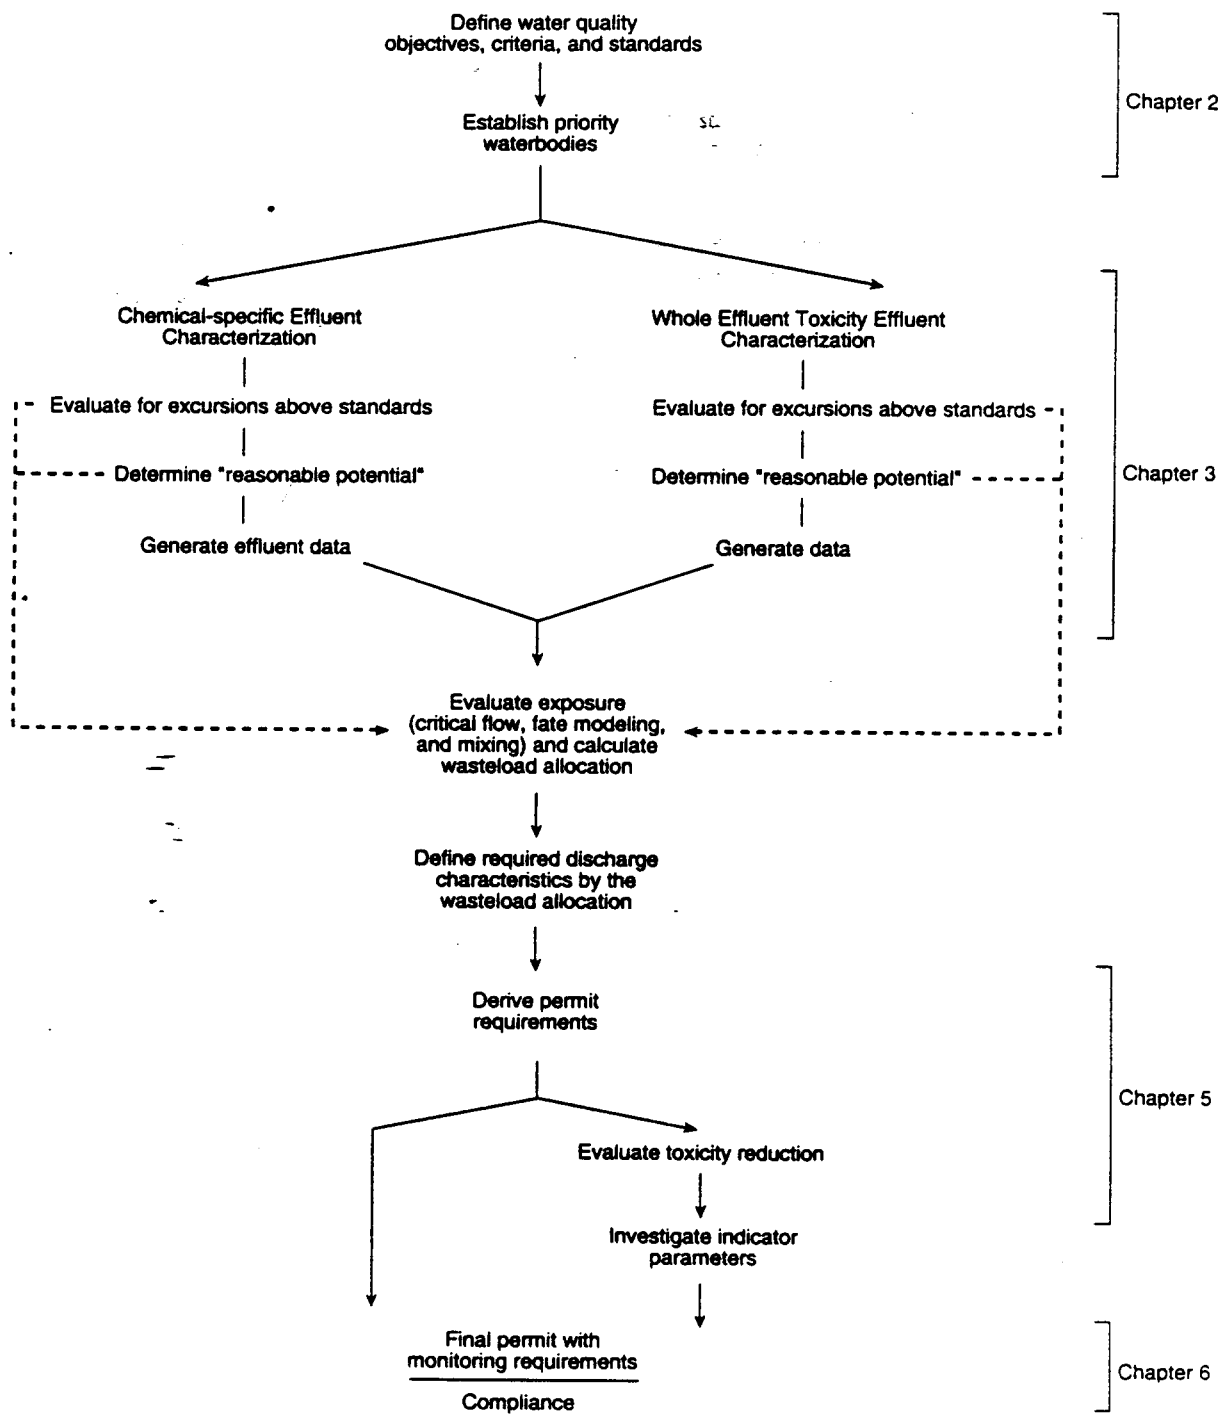 Define water quality
objectives, criteria, and standards
Chapter 2
Establish priority
waterbodies
Chemical-specific Effluent
Characterization
Evaluate for excursions above standards
Determine "reasonable potential"
Generate effluent data
Whole Effluent Toxicity Effluent
Characterization
Evaluate for excursions above standards
Determine "reasonable potential"
Generate data
Chapter 3
Evaluate exposure
(critical flow, fate modeling,
and mixing) and calculate
wasteload allocation
Define required discharge
characteristics by the
wasteload allocation
Derive permit
requirements
Chapter 5
Evaluate toxicity reduction
Investigate indicator
parameters
Final permit with
monitoring requirements
Compliance
Chapter 6